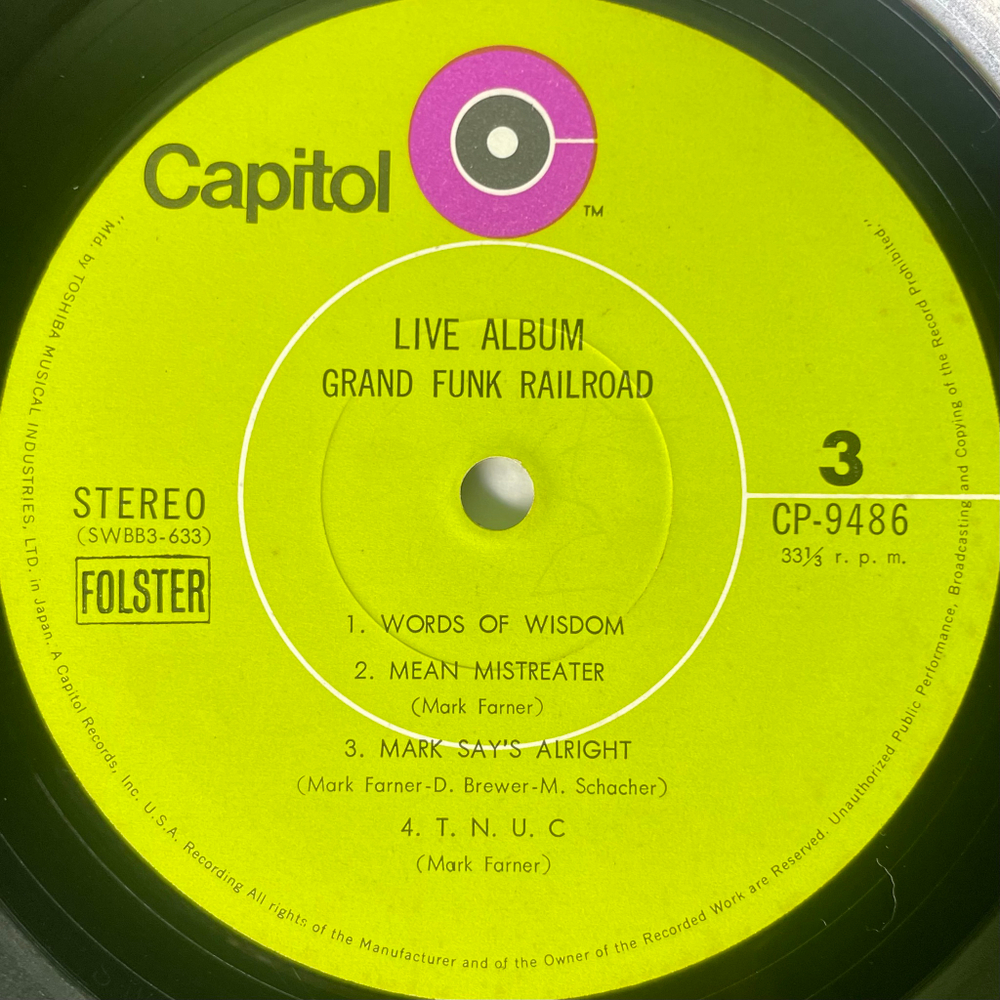 Capitol
TM
LIVE ALBUM
GRAND FUNK RAILROAD
3
STEREO
(SWBB3-633)
FOLSTER
CP-9486
33⅓ r. p. m.
1. WORDS OF WISDOM
2. MEAN MISTREATER
(Mark Farner)
3. MARK SAY'S ALRIGHT
(Mark Farner-D. Brewer-M. Schacher)
4. T. N. U. C
(Mark Farner)
"Mfd. by TOSHIBA MUSICAL INDUSTRIES, LTD. in Japan. A Capitol Records, Inc. U.S.A. Recording All rights of the Manufacturer and of the Owner of the Recorded Work are Reserved. Unauthorized Public Performance, Broadcasting and Copying of the Record Prohibited."